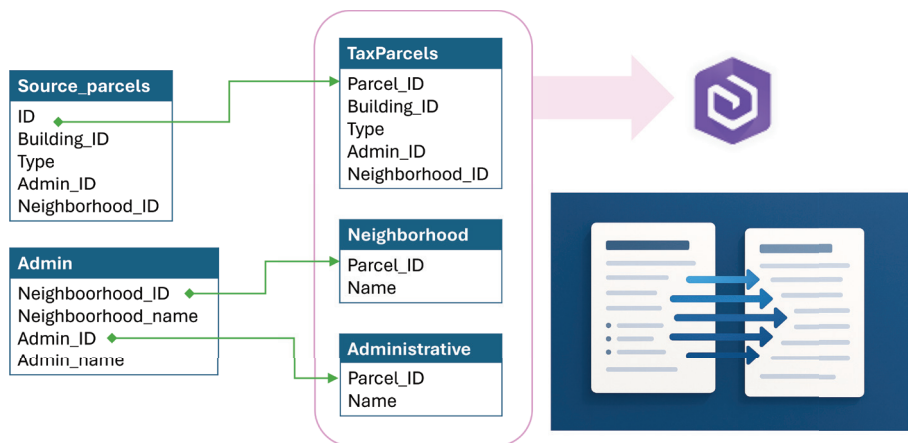 Source_parcels
ID
Building_ID
Type
Admin_ID
Neighborhood_ID
Admin
Neighboorhood_ID
Neighboorhood_name
Admin_ID
Admin_name
TaxParcels
Parcel_ID
Building_ID
Type
Admin_ID
Neighborhood_ID
Neighborhood
Parcel_ID
Name
Administrative
Parcel_ID
Name